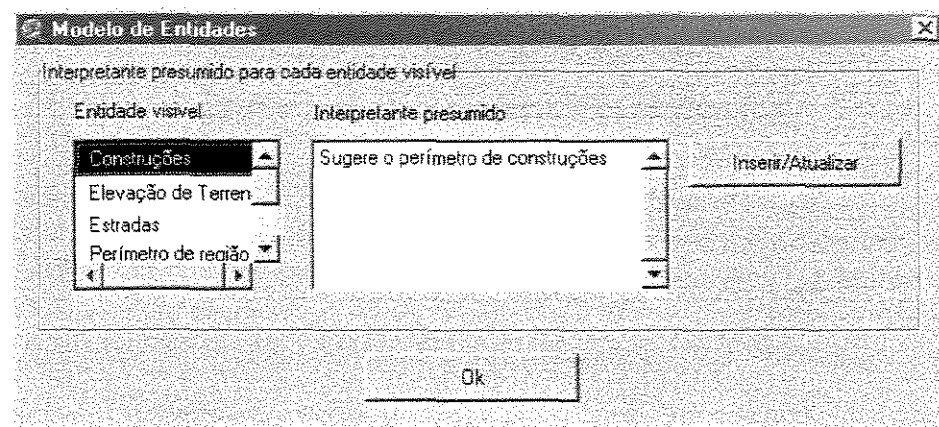 Modelo de Entidades
Interpretante presumido para cada entidade visível
Entidade visível
Interpretante presumido
Construções
Elevação de Terren
Estradas
Perímetro de região
Sugere o perímetro de construções
Inserir/Atualizar
Ok